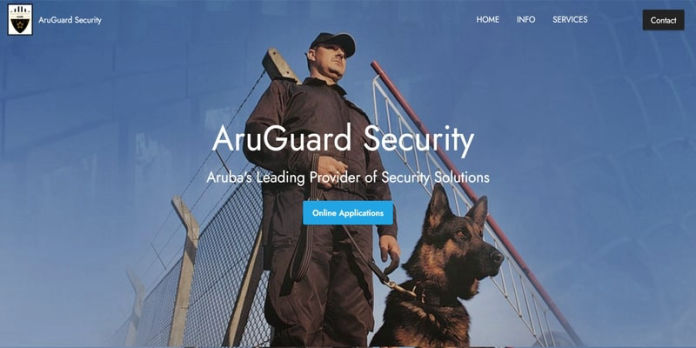 AruGuard Security
HOME INFO SERVICES
Contact
AruGuard Security
Aruba's Leading Provider of Security Solutions
Online Applications